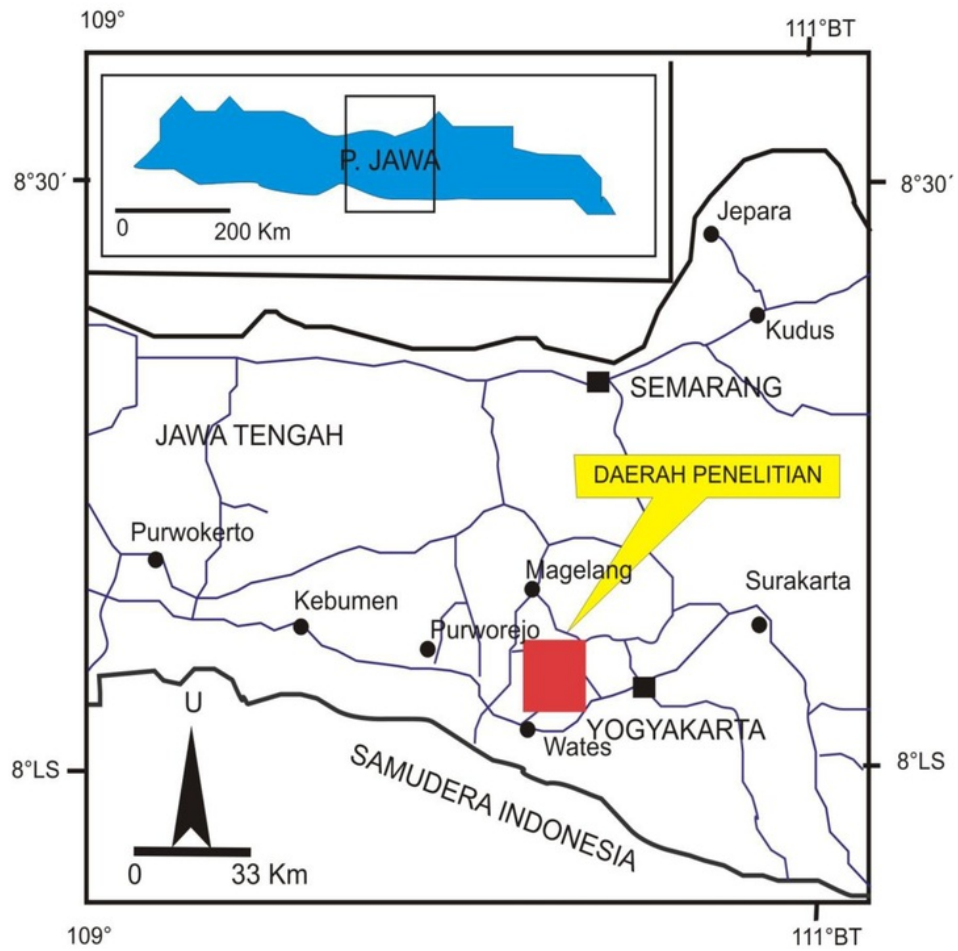 109°
111°BT
P. JAWA
0
200 Km
8°30´
8°30´
Jepara
Kudus
SEMARANG
JAWA TENGAH
DAERAH PENELITIAN
Purwokerto
Magelang
Surakarta
Kebumen
Purworejo
U
YOGYAKARTA
Wates
8°LS
8°LS
SAMUDERA INDONESIA
0
33 Km
109°
111°BT